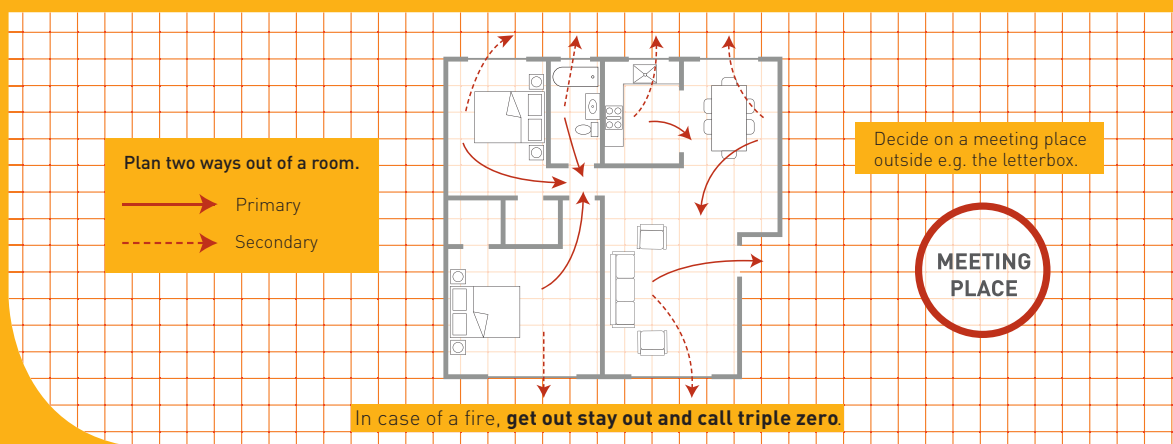 Plan two ways out of a room.
Primary
Secondary
Decide on a meeting place
outside e.g. the letterbox.
MEETING
PLACE
In case of a fire, get out stay out and call triple zero.